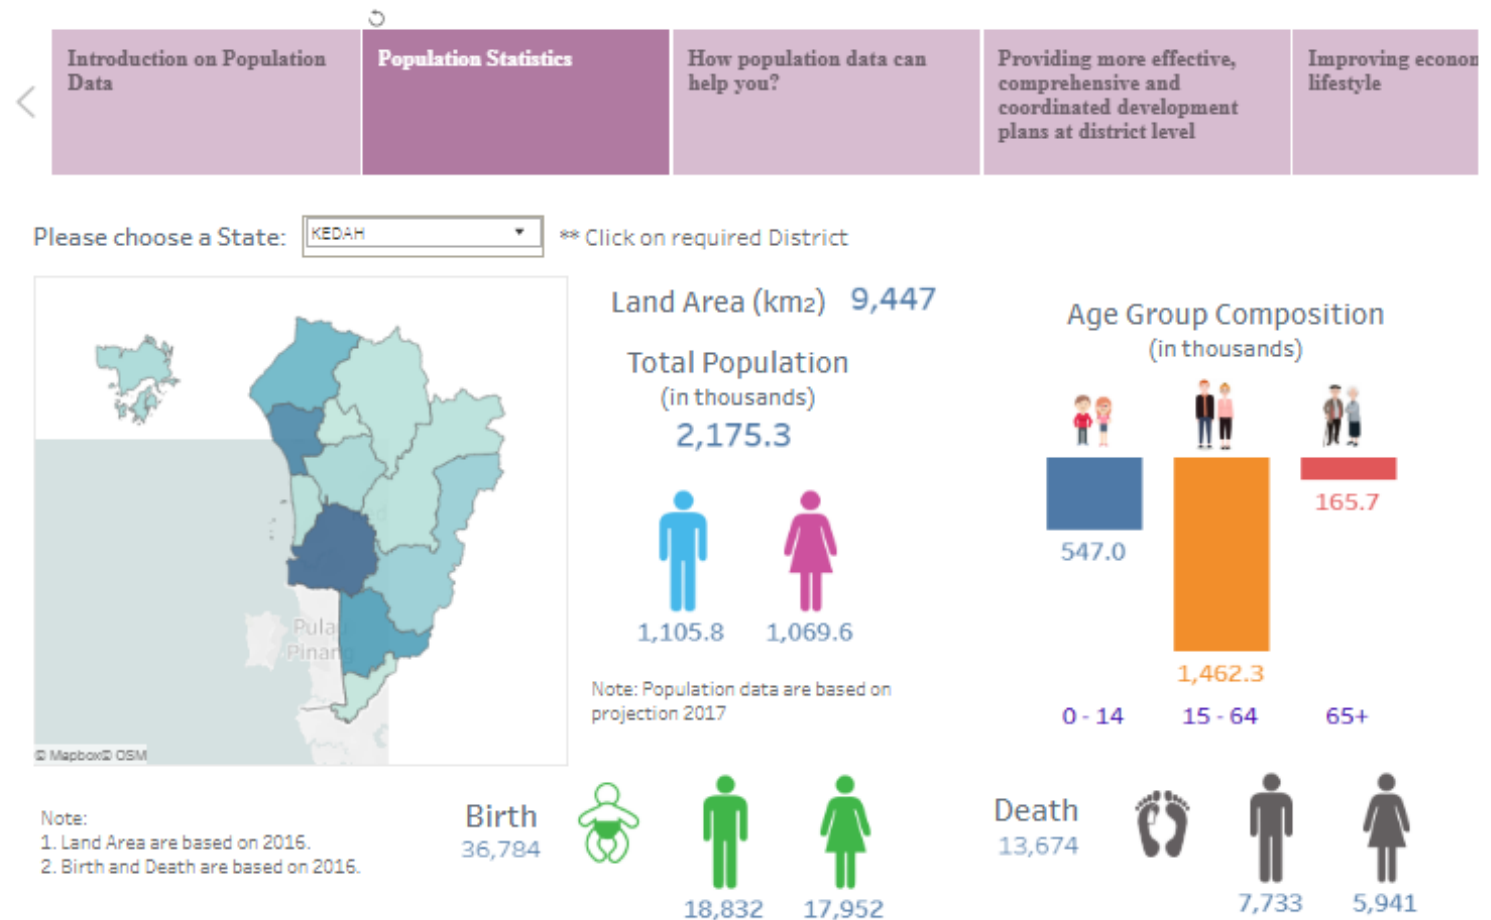 Introduction on Population
Data
Population Statistics
How population data can
help you?
Providing more effective,
comprehensive and
coordinated development
plans at district level
Improving econo
lifestyle
Please choose a State:
KEDAH
** Click on required District
Land Area (km2) 9,447
Total Population
(in thousands)
2,175.3
1,105.8
1,069.6
Note: Population data are based on
projection 2017
Age Group Composition
(in thousands)
547.0
1,462.3
165.7
0 - 14
15 - 64
65+
Pula
Pinang
© Mapbox© OSM
Note:
1. Land Area are based on 2016.
2. Birth and Death are based on 2016.
Birth
36,784
18,832
17,952
Death
13,674
7,733
5,941